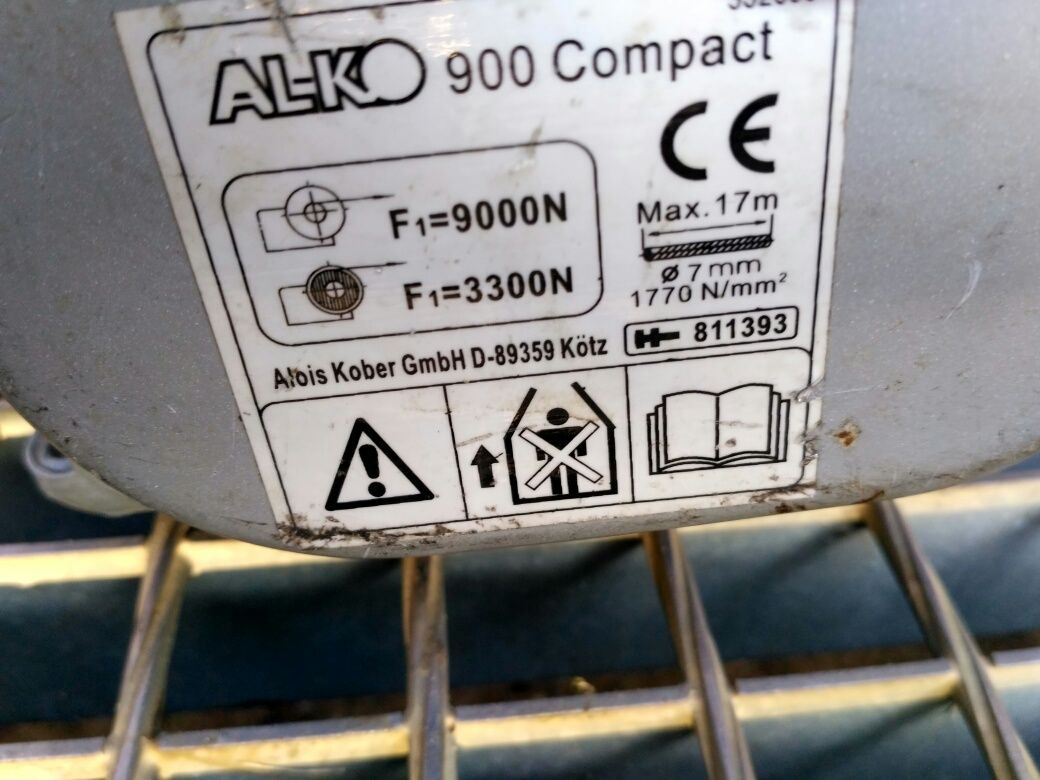 AL-KO 900 Compact
CE
F1=9000N
F1=3300N
Max. 17m
Ø 7 mm
1770 N/mm²
811393
Alois Kober GmbH D-89359 Kötz